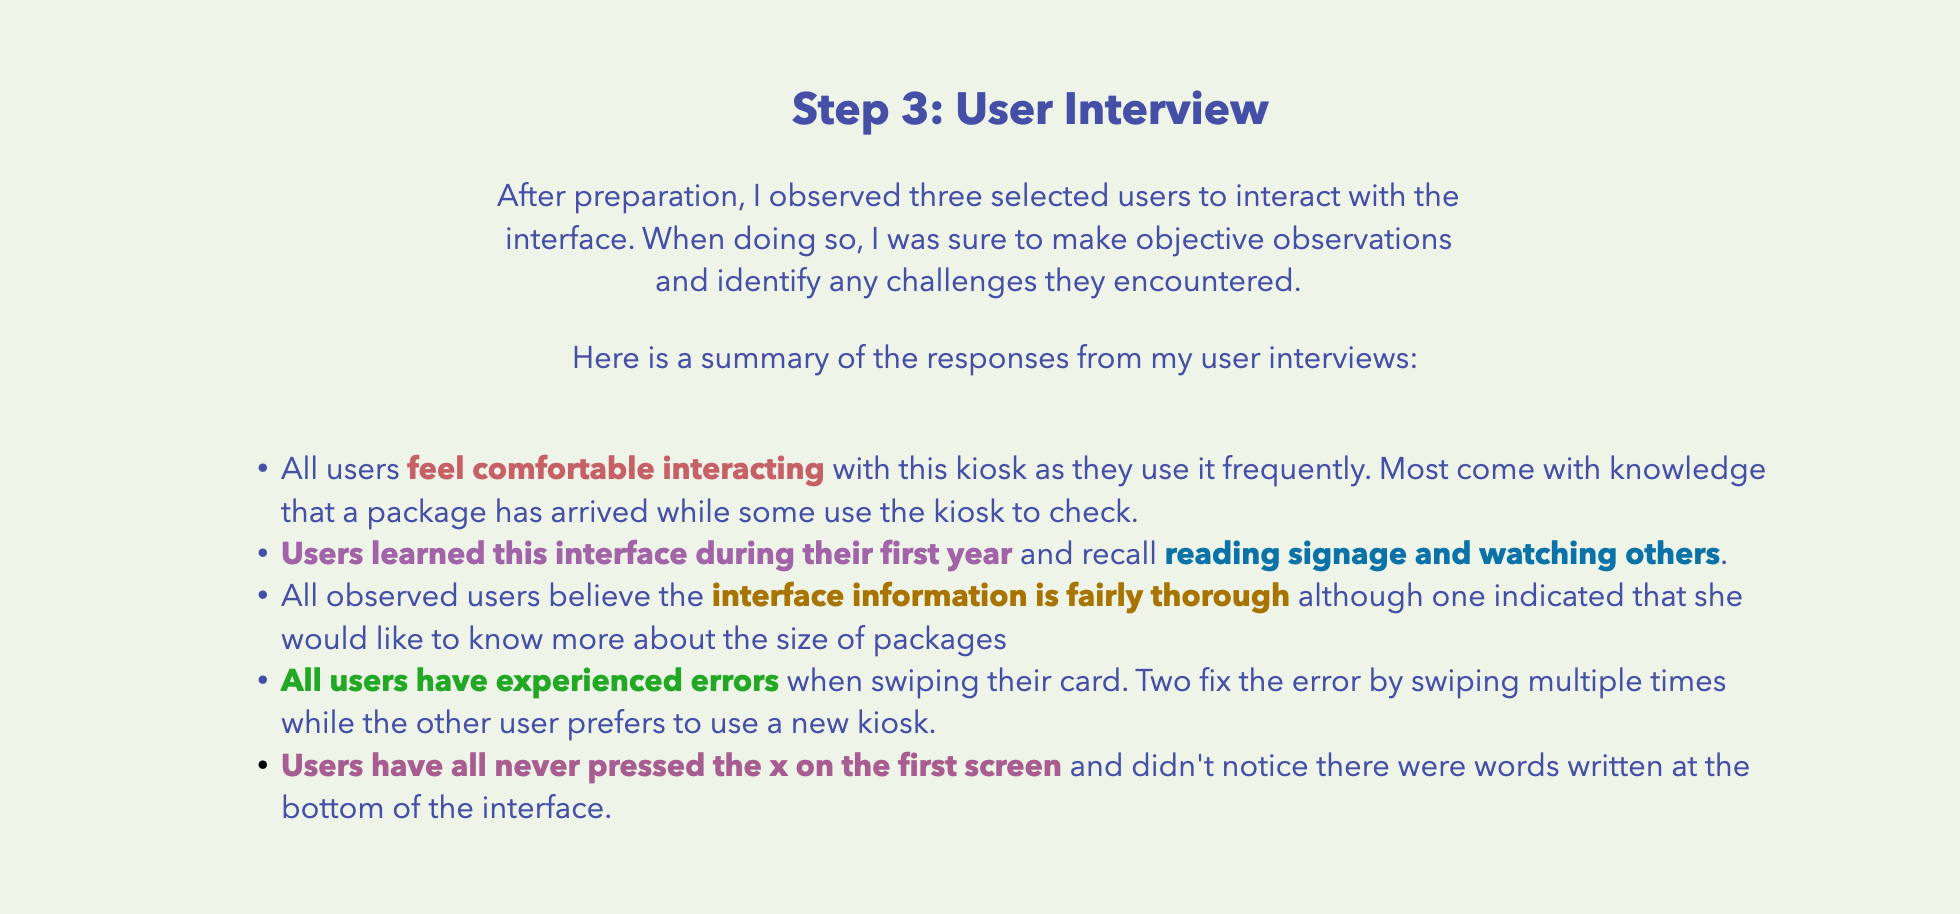 Step 3: User Interview
After preparation, I observed three selected users to interact with the
interface. When doing so, I was sure to make objective observations
and identify any challenges they encountered.
Here is a summary of the responses from my user interviews:
• All users feel comfortable interacting with this kiosk as they use it frequently. Most come with knowledge
that a package has arrived while some use the kiosk to check.
• Users learned this interface during their first year and recall reading signage and watching others.
• All observed users believe the interface information is fairly thorough although one indicated that she
would like to know more about the size of packages
• All users have experienced errors when swiping their card. Two fix the error by swiping multiple times
while the other user prefers to use a new kiosk.
• Users have all never pressed the x on the first screen and didn't notice there were words written at the
bottom of the interface.